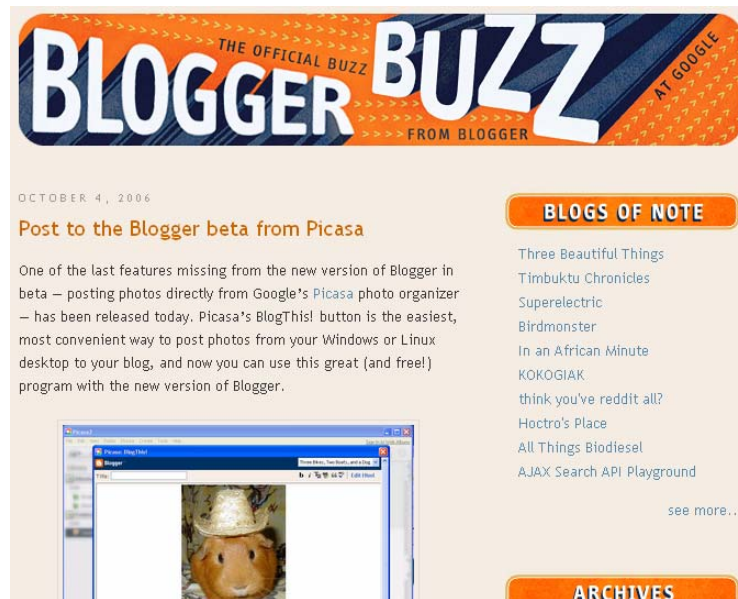 THE OFFICIAL BUZZ
BLOGGER BUZZ
FROM BLOGGER
AT GOOGLE
OCTOBER 4, 2006
Post to the Blogger beta from Picasa
One of the last features missing from the new version of Blogger in
beta — posting photos directly from Google's Picasa photo organizer
— has been released today. Picasa's BlogThis! button is the easiest,
most convenient way to post photos from your Windows or Linux
desktop to your blog, and now you can use this great (and free!)
program with the new version of Blogger.
Picasa2
Picasa: BlogThis!
Blogger
Title:
Edit Html
BLOGS OF NOTE
Three Beautiful Things
Timbuktu Chronicles
Superelectric
Birdmonster
In an African Minute
KOKOGIAK
think you've reddit all?
Hoctro's Place
All Things Biodiesel
AJAX Search API Playground
see more..
ARCHIVES